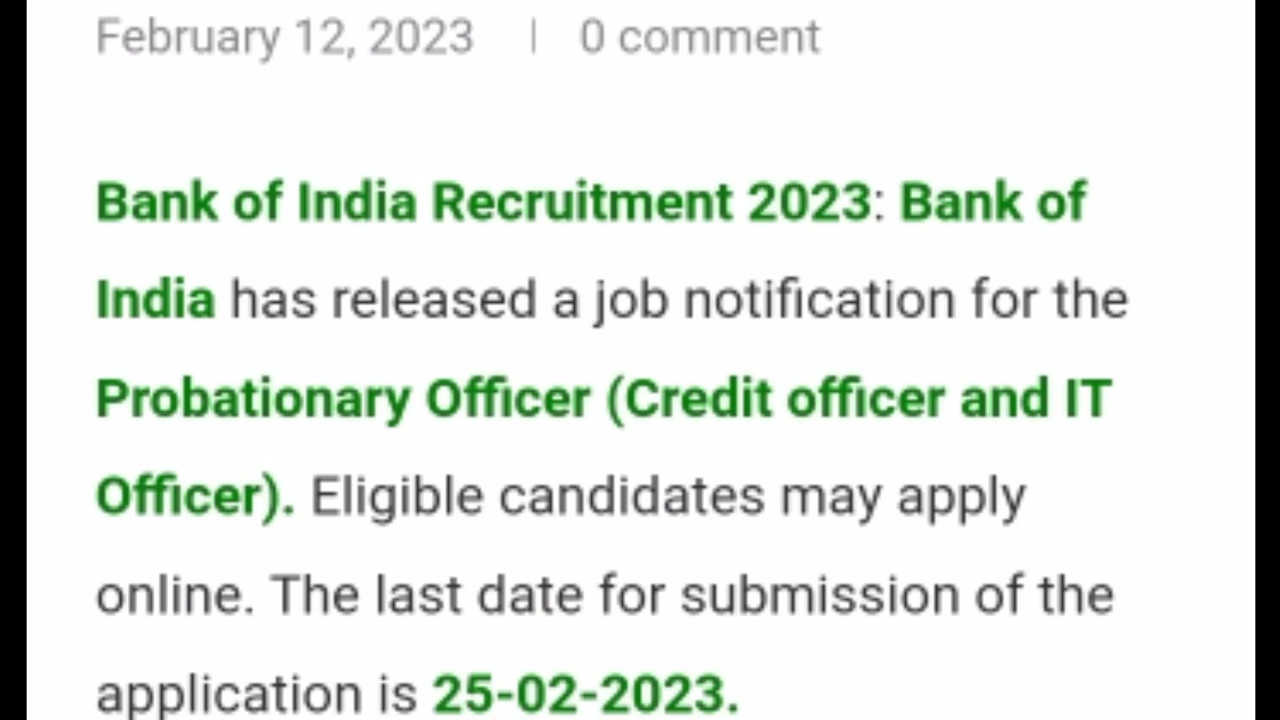 February 12, 2023 | 0 comment
Bank of India Recruitment 2023: Bank of
India has released a job notification for the
Probationary Officer (Credit officer and IT
Officer). Eligible candidates may apply
online. The last date for submission of the
application is 25-02-2023.